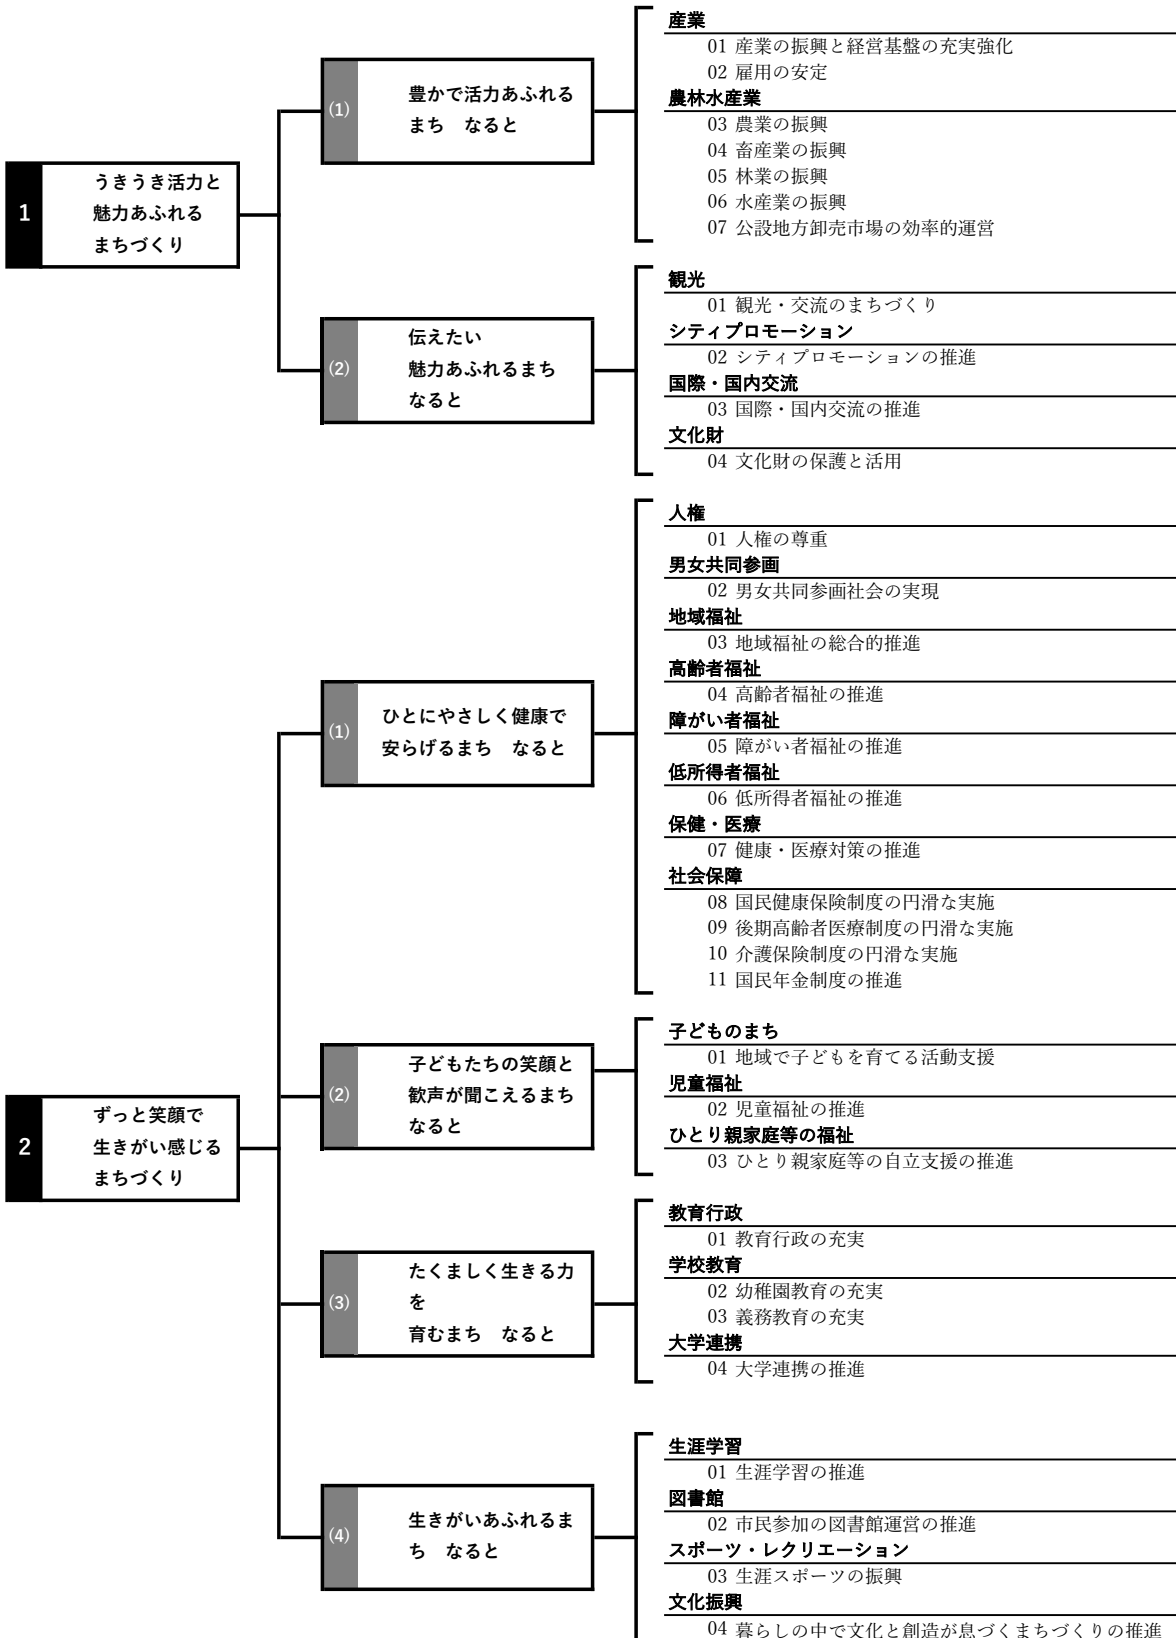 1
うきうき活力と
魅力あふれる
まちづくり
(1)
豊かで活力あふれる
まち　なると
産業
01 産業の振興と経営基盤の充実強化
02 雇用の安定
農林水産業
03 農業の振興
04 畜産業の振興
05 林業の振興
06 水産業の振興
07 公設地方卸売市場の効率的運営
(2)
伝えたい
魅力あふれるまち
なると
観光
01 観光・交流のまちづくり
シティプロモーション
02 シティプロモーションの推進
国際・国内交流
03 国際・国内交流の推進
文化財
04 文化財の保護と活用
2
ずっと笑顔で
生きがい感じる
まちづくり
(1)
ひとにやさしく健康で
安らげるまち　なると
人権
01 人権の尊重
男女共同参画
02 男女共同参画社会の実現
地域福祉
03 地域福祉の総合的推進
高齢者福祉
04 高齢者福祉の推進
障がい者福祉
05 障がい者福祉の推進
低所得者福祉
06 低所得者福祉の推進
保健・医療
07 健康・医療対策の推進
社会保障
08 国民健康保険制度の円滑な実施
09 後期高齢者医療制度の円滑な実施
10 介護保険制度の円滑な実施
11 国民年金制度の推進
(2)
子どもたちの笑顔と
歓声が聞こえるまち
なると
子どものまち
01 地域で子どもを育てる活動支援
児童福祉
02 児童福祉の推進
ひとり親家庭等の福祉
03 ひとり親家庭等の自立支援の推進
(3)
たくましく生きる力
を
育むまち　なると
教育行政
01 教育行政の充実
学校教育
02 幼稚園教育の充実
03 義務教育の充実
大学連携
04 大学連携の推進
(4)
生きがいあふれるま
ち　なると
生涯学習
01 生涯学習の推進
図書館
02 市民参加の図書館運営の推進
スポーツ・レクリエーション
03 生涯スポーツの振興
文化振興
04 暮らしの中で文化と創造が息づくまちづくりの推進